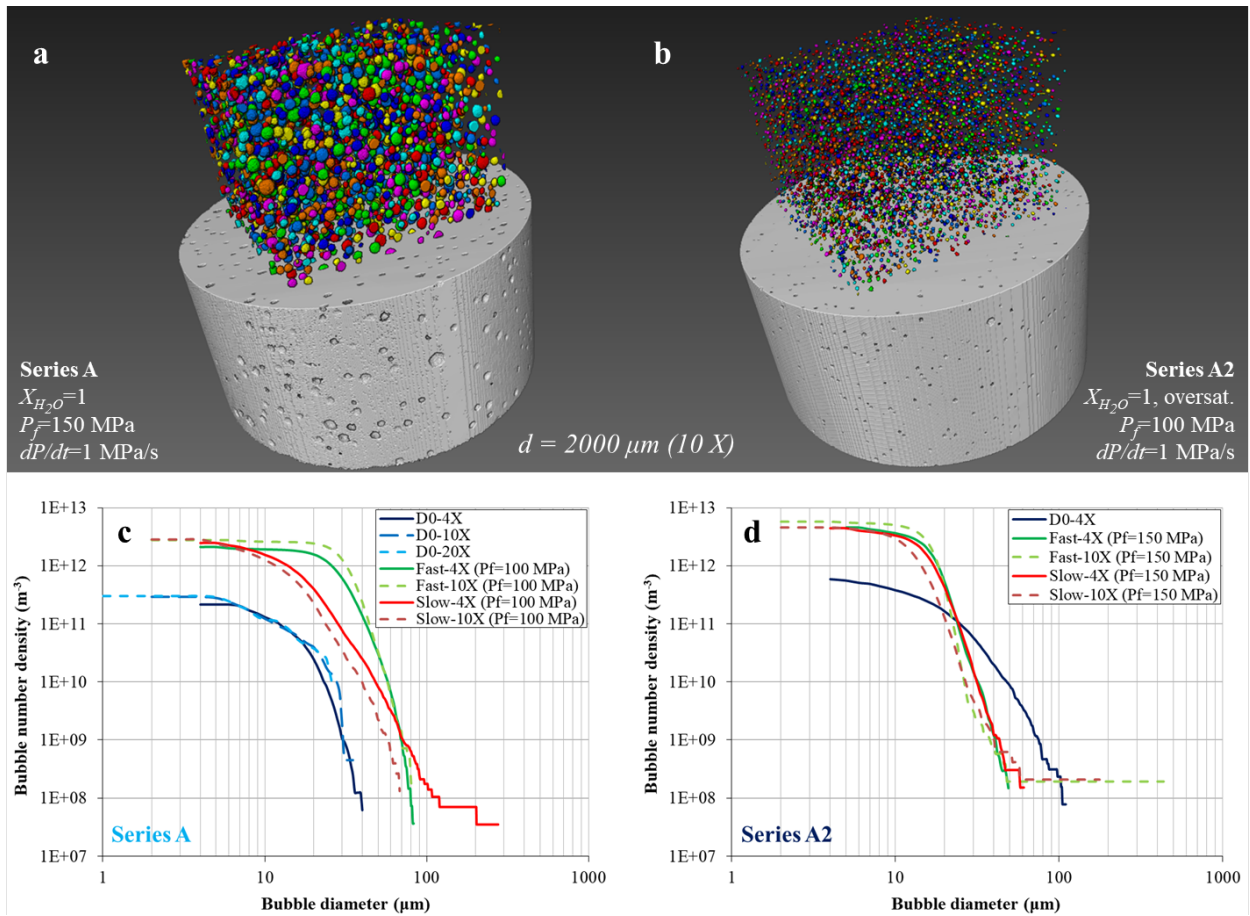 a
b
Series A
X_H2O=1
P_f=150 MPa
dP/dt=1 MPa/s
d = 2000 μm (10 X)
Series A2
X_H2O=1, oversat.
P_f=100 MPa
dP/dt=1 MPa/s
c
Bubble number density (m⁻³)
1E+13
1E+12
1E+11
1E+10
1E+09
1E+08
1E+07
D0-4X
D0-10X
D0-20X
Fast-4X (Pf=100 MPa)
Fast-10X (Pf=100 MPa)
Slow-4X (Pf=100 MPa)
Slow-10X (Pf=100 MPa)
Series A
1
10
100
1000
Bubble diameter (μm)
d
Bubble number density (m⁻³)
1E+13
1E+12
1E+11
1E+10
1E+09
1E+08
1E+07
D0-4X
Fast-4X (Pf=150 MPa)
Fast-10X (Pf=150 MPa)
Slow-4X (Pf=150 MPa)
Slow-10X (Pf=150 MPa)
Series A2
1
10
100
1000
Bubble diameter (μm)